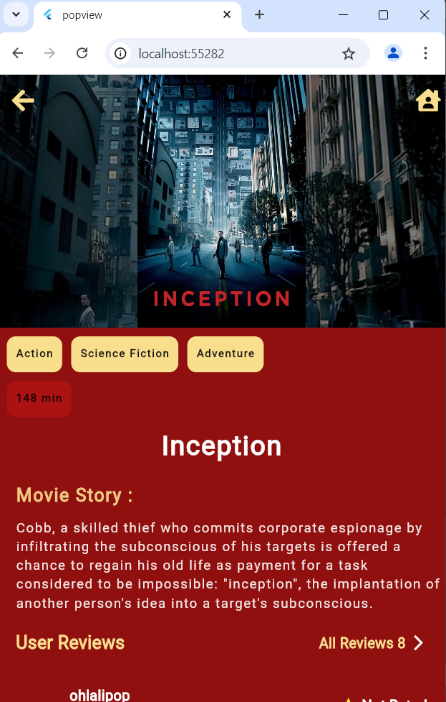 popview
localhost:55282
INCEPTION
Action Science Fiction Adventure
148 min
Inception
Movie Story :
Cobb, a skilled thief who commits corporate espionage by
infiltrating the subconscious of his targets is offered a
chance to regain his old life as payment for a task
considered to be impossible: "inception", the implantation of
another person's idea into a target's subconscious.
User Reviews All Reviews 8
ohlalipop